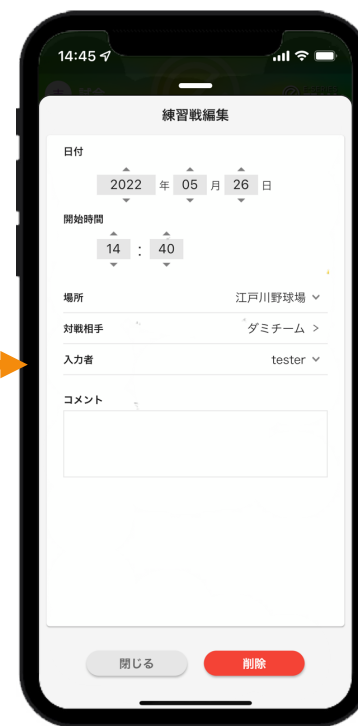 14:45
練習戦編集
日付
2022 年 05 月 26 日
開始時間
14 : 40
場所 江戸川野球場
対戦相手 ダミチーム >
入力者 tester
コメント
閉じる 削除